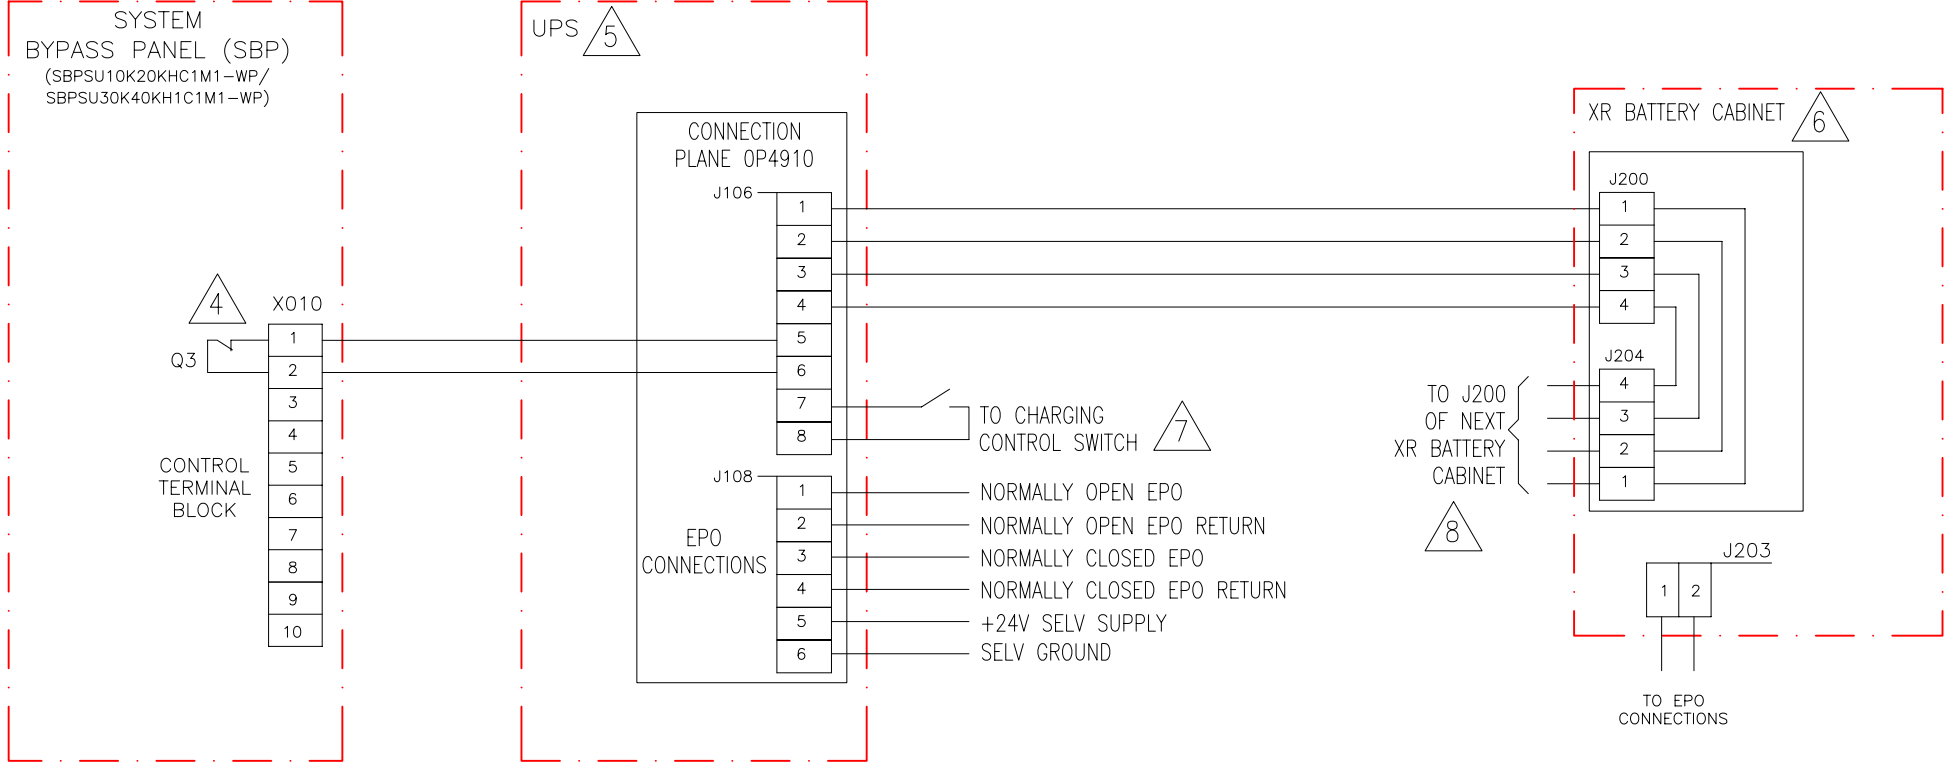 SYSTEM
BYPASS PANEL (SBP)
(SBPSU10K20KHC1M1-WP/
SBPSU30K40KH1C1M1-WP)
4
X010
Q3
1
2
3
4
5
6
7
8
9
10
CONTROL
TERMINAL
BLOCK
UPS
5
CONNECTION
PLANE 0P4910
J106
1
2
3
4
5
6
7
8
TO CHARGING
CONTROL SWITCH
7
J108
EPO
CONNECTIONS
1
2
3
4
5
6
NORMALLY OPEN EPO
NORMALLY OPEN EPO RETURN
NORMALLY CLOSED EPO
NORMALLY CLOSED EPO RETURN
+24V SELV SUPPLY
SELV GROUND
XR BATTERY CABINET
6
J200
1
2
3
4
J204
4
3
2
1
TO J200
OF NEXT
XR BATTERY
CABINET
8
J203
1
2
TO EPO
CONNECTIONS